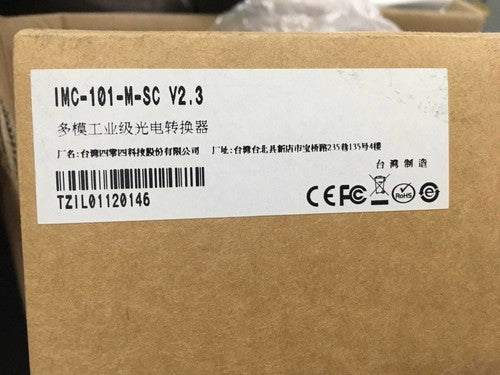 IMC-101-M-SC V2.3
多模工业级光电转换器
厂名:台湾四零四科技股份有限公司 厂址:台湾台北县新店市宝桥路235巷135号4楼
台湾制造
TZIL01120146
CE FC RoHS e